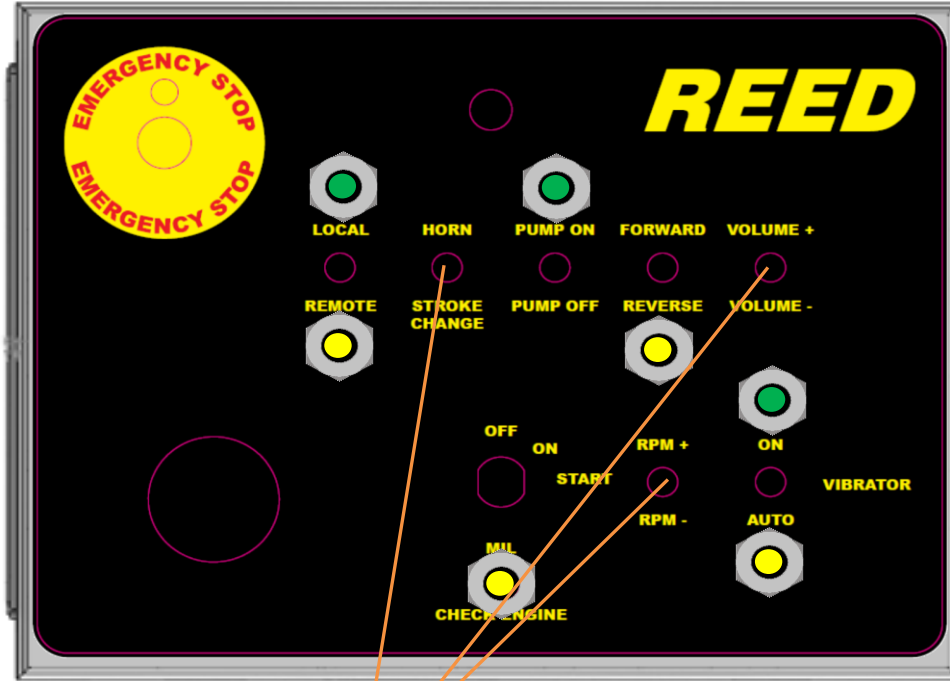 EMERGENCY STOP
EMERGENCY STOP
REED
LOCAL
HORN
PUMP ON
FORWARD
VOLUME +
REMOTE
STROKE
CHANGE
PUMP OFF
REVERSE
VOLUME -
OFF
ON
START
RPM +
ON
VIBRATOR
RPM -
AUTO
MIL
CHECK ENGINE